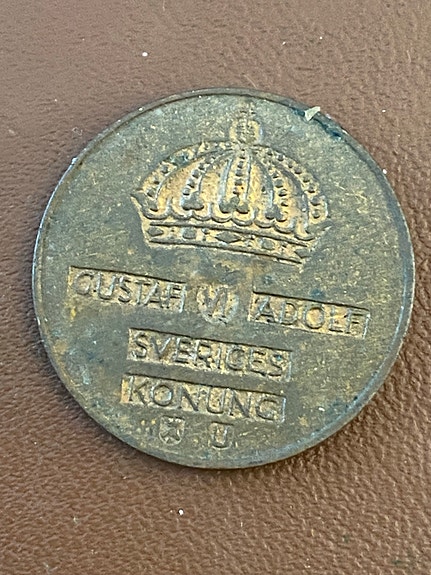 GUSTAF VI ADOLF
SVERIGES
KONUNG
U